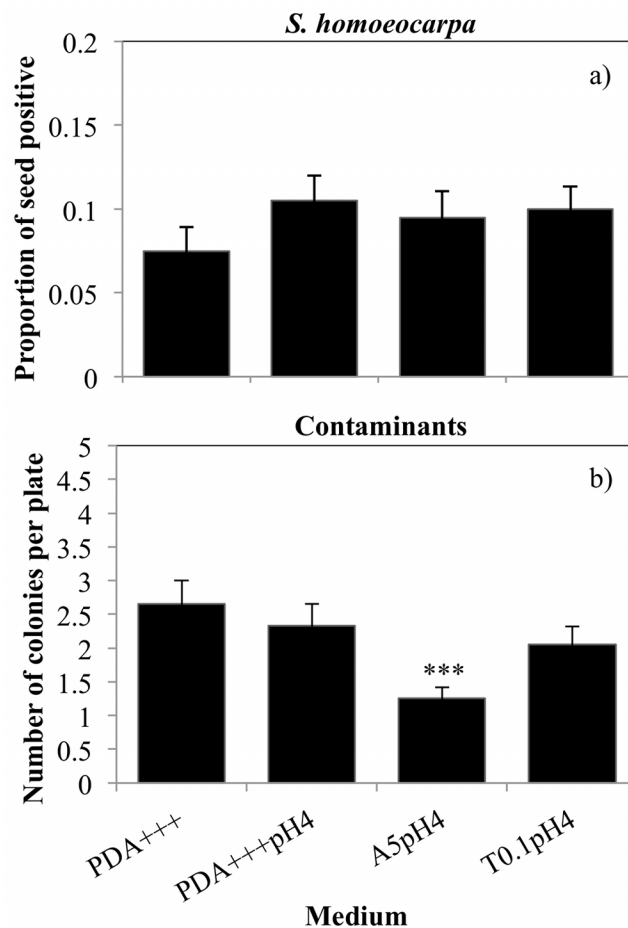 S. homoeocarpa
a)
Proportion of seed positive
0.2
0.15
0.1
0.05
0
Contaminants
b)
Number of colonies per plate
5
4.5
4
3.5
3
2.5
2
1.5
1
0.5
0
***
PDA+++
PDA+++pH4
A5pH4
T0.1pH4
Medium